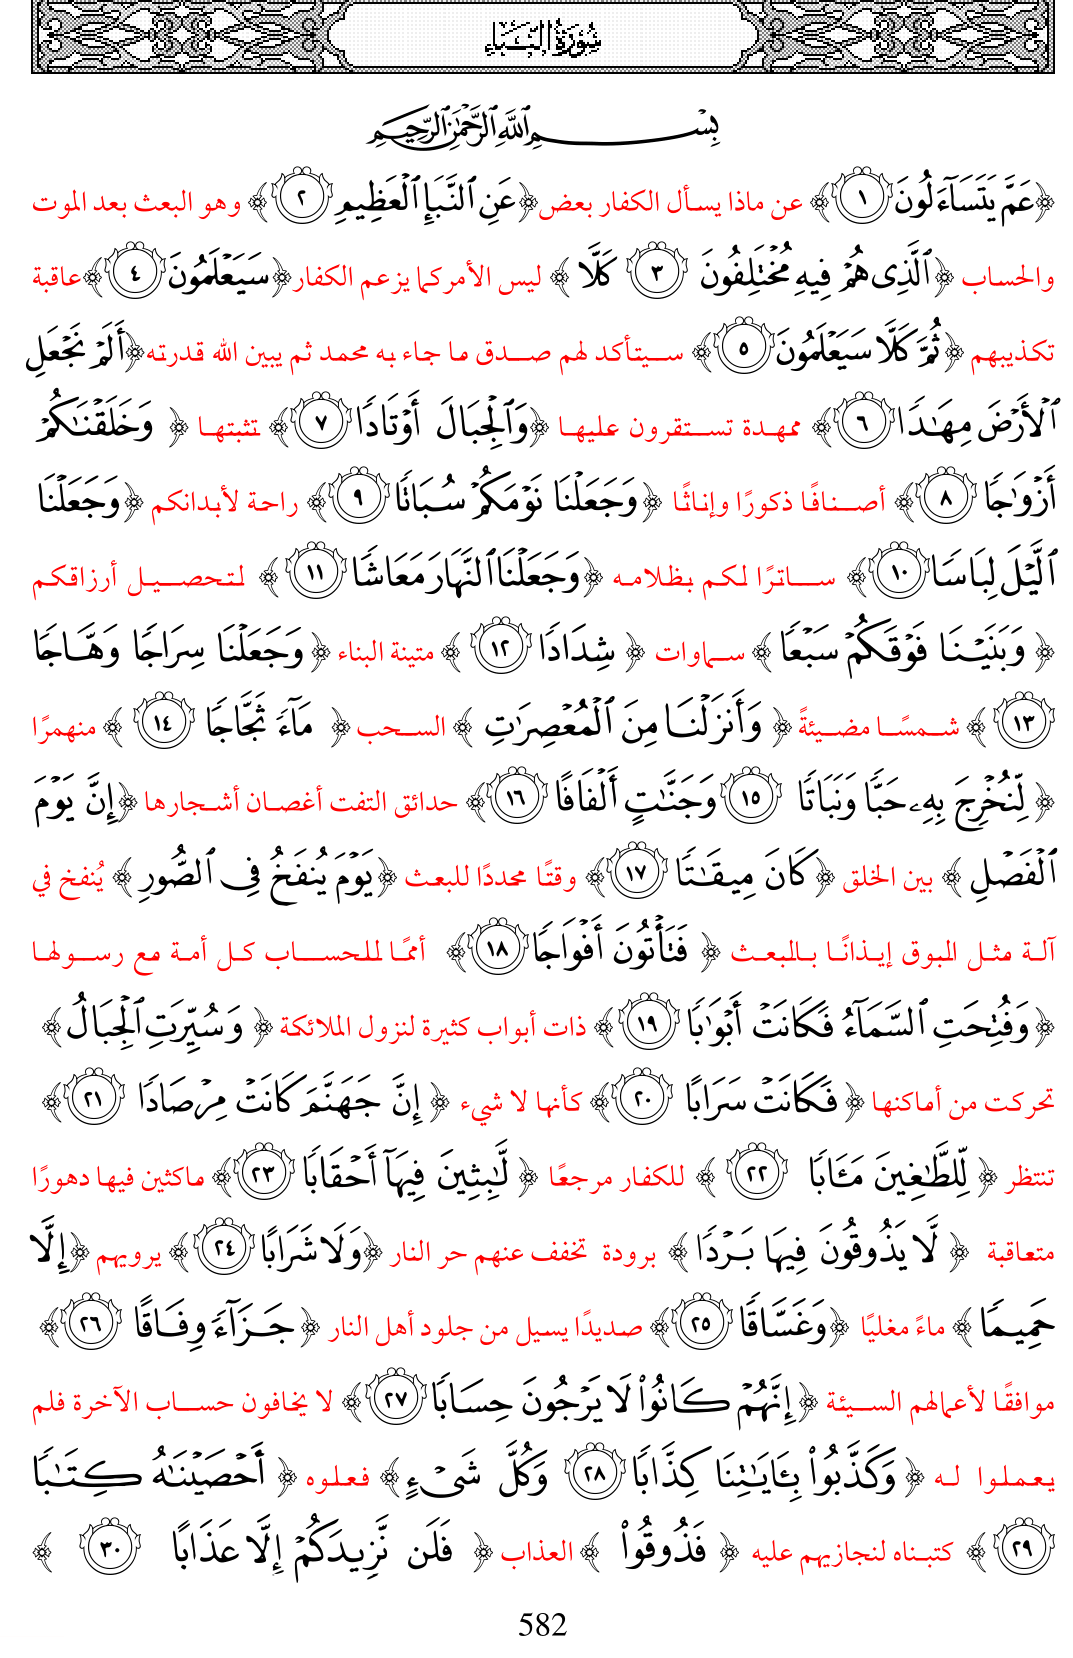 سُورَةُ النَّبَإِ
بِسْمِ ٱللَّهِ ٱلرَّحْمَٰنِ ٱلرَّحِيمِ
﴿عَمَّ يَتَسَآءَلُونَ ١﴾ عن ماذا يسأل الكفار بعض﴿عَنِ ٱلنَّبَإِ ٱلْعَظِيمِ ٢﴾ وهو البعث بعد الموت
والحساب ﴿ٱلَّذِى هُمْ فِيهِ مُخْتَلِفُونَ ٣ كَلَّا ﴾ ليس الأمركما يزعم الكفار﴿سَيَعْلَمُونَ ٤﴾عاقبة
تكذيبهم ﴿ثُمَّ كَلَّا سَيَعْلَمُونَ ٥﴾ سيتأكد لهم صدق ما جاء به محمد ثم يبين الله قدرته﴿أَلَمْ نَجْعَلِ
ٱلْأَرْضَ مِهَٰدًا ٦﴾ ممهدة تستقرون عليها ﴿وَٱلْجِبَالَ أَوْتَادًا ٧﴾ تثبتها ﴿ وَخَلَقْنَٰكُمْ
أَزْوَٰجًا ٨﴾ أصنافًا ذكورًا وإناثًا ﴿وَجَعَلْنَا نَوْمَكُمْ سُبَاتًا ٩﴾ راحة لأبدانكم ﴿وَجَعَلْنَا
ٱلَّيْلَ لِبَاسًا ١٠﴾ ساترًا لكم بظلامه ﴿وَجَعَلْنَا ٱلنَّهَارَ مَعَاشًا ١١﴾ لتحصيل أرزاقكم
﴿ وَبَنَيْنَا فَوْقَكُمْ سَبْعًا﴾ سماوات ﴿ شِدَادًا ١٢﴾ متينة البناء ﴿وَجَعَلْنَا سِرَاجًا وَهَّاجًا
١٣﴾ شمسًا مضيئةً ﴿ وَأَنزَلْنَا مِنَ ٱلْمُعْصِرَٰتِ ﴾ السحب ﴿ مَآءً ثَجَّاجًا ١٤﴾ منهمرًا
﴿ لِّنُخْرِجَ بِهِۦ حَبًّا وَنَبَاتًا ١٥ وَجَنَّٰتٍ أَلْفَافًا ١٦﴾ حدائق التفت أغصان أشجارها ﴿إِنَّ يَوْمَ
ٱلْفَصْلِ ﴾ بين الخلق ﴿كَانَ مِيقَٰتًا ١٧﴾ وقتًا محددًا للبعث ﴿يَوْمَ يُنفَخُ فِى ٱلصُّورِ ﴾ يُنفخ في
آلة مثل البوق إيذانًا بالبعث ﴿ فَتَأْتُونَ أَفْوَاجًا ١٨﴾ أممًا للحساب كل أمة مع رسولها
﴿ وَفُتِحَتِ ٱلسَّمَآءُ فَكَانَتْ أَبْوَٰبًا ١٩﴾ ذات أبواب كثيرة لنزول الملائكة ﴿ وَسُيِّرَتِ ٱلْجِبَالُ ﴾
تحركت من أماكنها ﴿ فَكَانَتْ سَرَابًا ٢٠﴾ كأنها لا شيء ﴿ إِنَّ جَهَنَّمَ كَانَتْ مِرْصَادًا ٢١﴾
تنتظر ﴿ لِّلطَّٰغِينَ مَـَٔابًا ٢٢ ﴾ للكفار مرجعًا ﴿ لَّٰبِثِينَ فِيهَآ أَحْقَابًا ٢٣﴾ ماكثين فيها دهورًا
متعاقبة ﴿ لَّا يَذُوقُونَ فِيهَا بَرْدًا ﴾ برودة تخفف عنهم حر النار ﴿وَلَا شَرَابًا ٢٤﴾ يرويهم ﴿إِلَّا
حَمِيمًا ﴾ ماءً مغليًا ﴿وَغَسَّاقًا ٢٥﴾ صديدًا يسيل من جلود أهل النار ﴿ جَزَآءً وِفَاقًا ٢٦﴾
موافقًا لأعمالهم السيئة ﴿ إِنَّهُمْ كَانُوا۟ لَا يَرْجُونَ حِسَابًا ٢٧﴾ لا يخافون حساب الآخرة فلم
يعملوا له ﴿ وَكَذَّبُوا۟ بِـَٔايَٰتِنَا كِذَّابًا ٢٨ وَكُلَّ شَىْءٍ﴾ فعلوه ﴿ أَحْصَيْنَٰهُ كِتَٰبًا
٢٩﴾ كتبناه لنجازيهم عليه ﴿ فَذُوقُوا۟ ﴾ العذاب ﴿ فَلَن نَّزِيدَكُمْ إِلَّا عَذَابًا ٣٠ ﴾
582